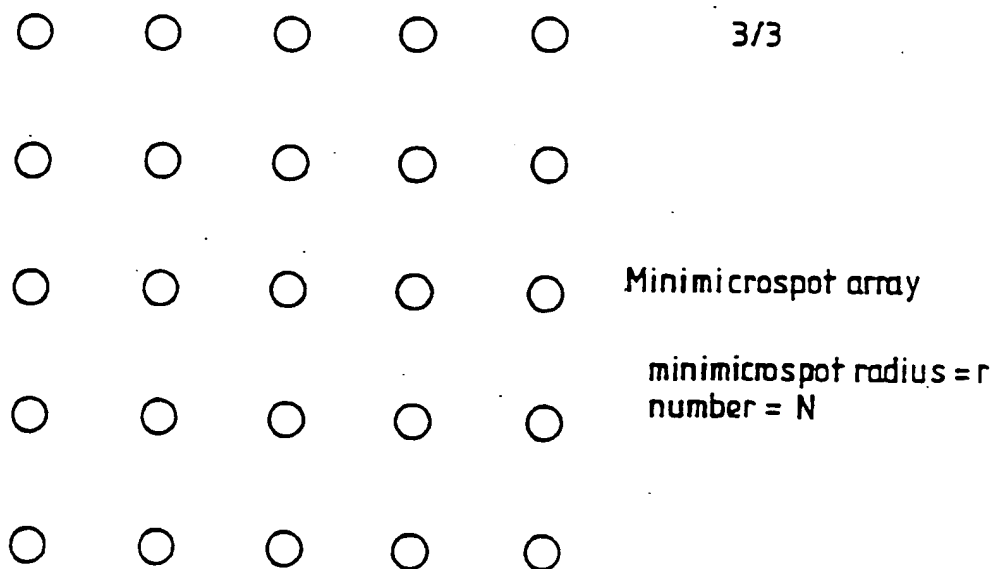 3/3
Minimicrospot array
minimicrospot radius = r
number = N